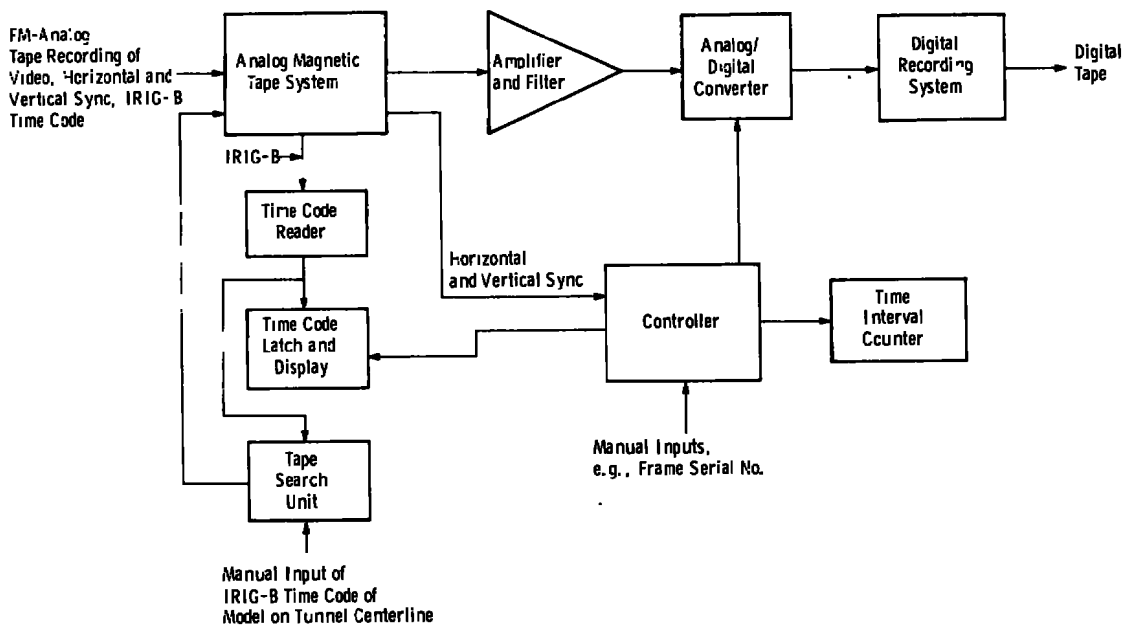 FM-Analog
Tape Recording of
Video, Horizontal and
Vertical Sync, IRIG-B
Time Code
Analog Magnetic
Tape System
Amplifier
and Filter
Analog/
Digital
Converter
Digital
Recording
System
Digital
Tape
IRIG-B
Time Code
Reader
Horizontal
and Vertical Sync
Time Code
Latch and
Display
Controller
Time
Interval
Counter
Manual Inputs,
e.g., Frame Serial No.
Tape
Search
Unit
Manual Input of
IRIG-B Time Code of
Model on Tunnel Centerline